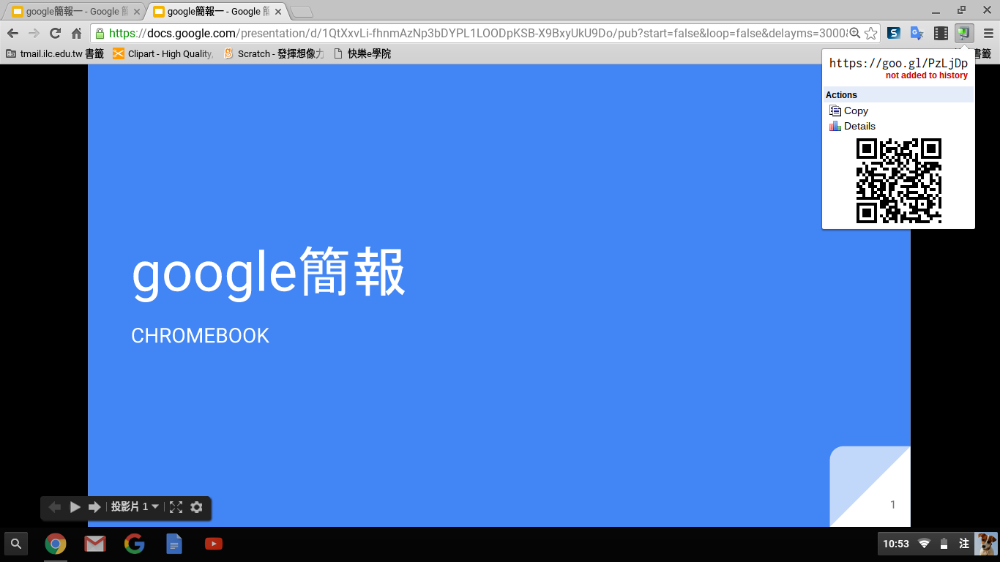 google簡報一 - Google 簡
google簡報一 - Google 簡
https://docs.google.com/presentation/d/1QtXxvLi-fhnmAzNp3bDYPL1LOODpKSB-X9BxyUkU9Do/pub?start=false&loop=false&delayms=3000&
tmail.ilc.edu.tw 書籤
Clipart - High Quality,
Scratch - 發揮想像力
快樂e學院
書籤
https://goo.gl/PzLjDp
not added to history
Actions
Copy
Details
google簡報
CHROMEBOOK
1
投影片 1
10:53
注